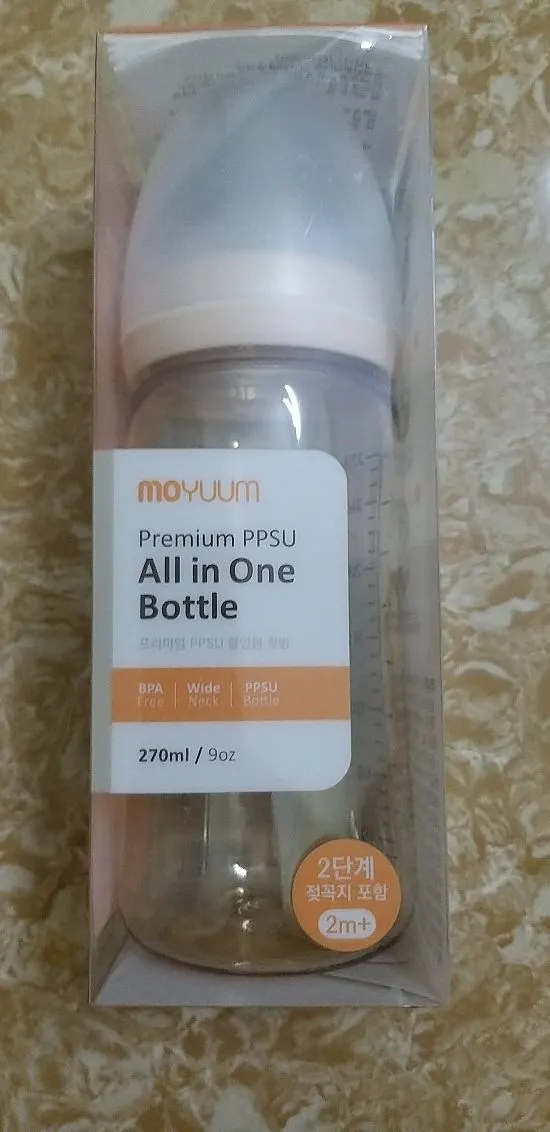 moyuum
Premium PPSU
All in One
Bottle
프리미엄 PPSU 올인원 젖병
BPA Free | Wide Neck | PPSU Bottle
270ml / 9oz
2단계
젖꼭지 포함
2m+